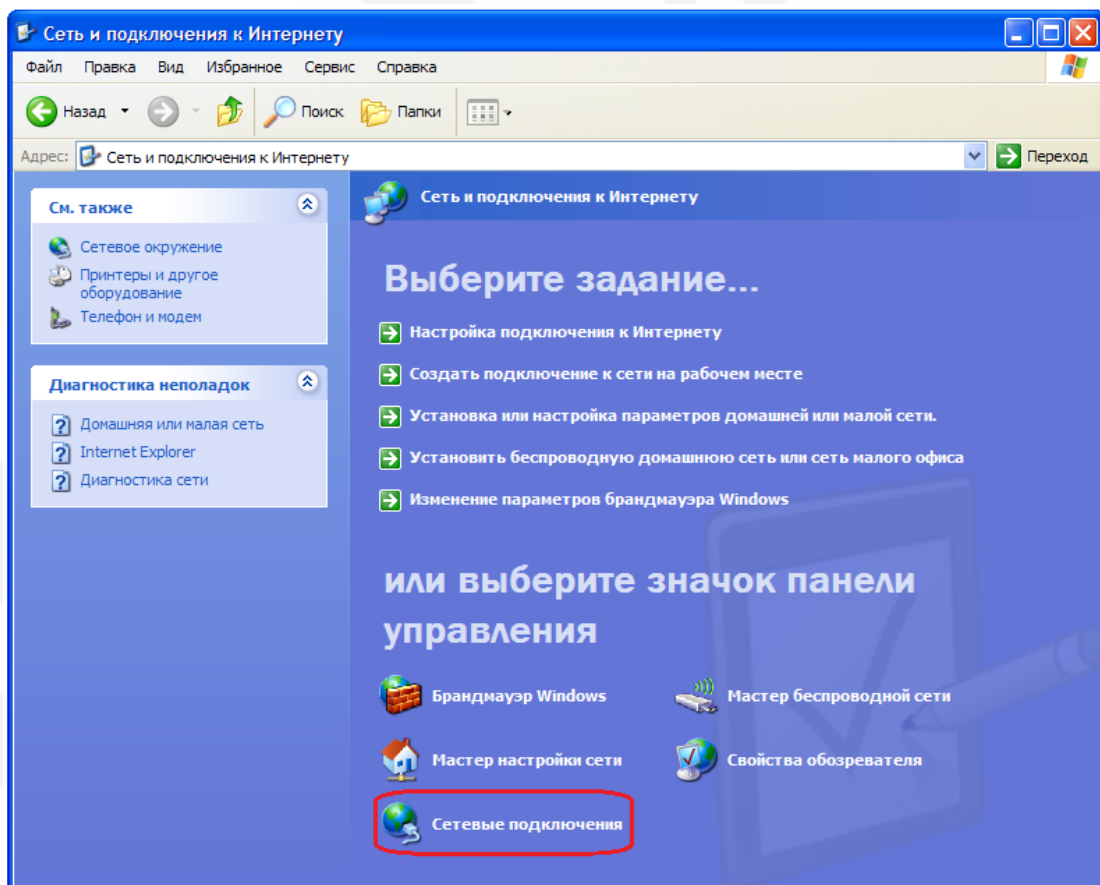 Сеть и подключения к Интернету
Файл Правка Вид Избранное Сервис Справка
Назад Поиск Папки
Адрес: Сеть и подключения к Интернету Переход
См. также
Сетевое окружение
Принтеры и другое
оборудование
Телефон и модем
Диагностика неполадок
Домашняя или малая сеть
Internet Explorer
Диагностика сети
Сеть и подключения к Интернету
Выберите задание...
Настройка подключения к Интернету
Создать подключение к сети на рабочем месте
Установка или настройка параметров домашней или малой сети.
Установить беспроводную домашнюю сеть или сеть малого офиса
Изменение параметров брандмауэра Windows
или выберите значок панели
управления
Брандмауэр Windows Мастер беспроводной сети
Мастер настройки сети Свойства обозревателя
Сетевые подключения